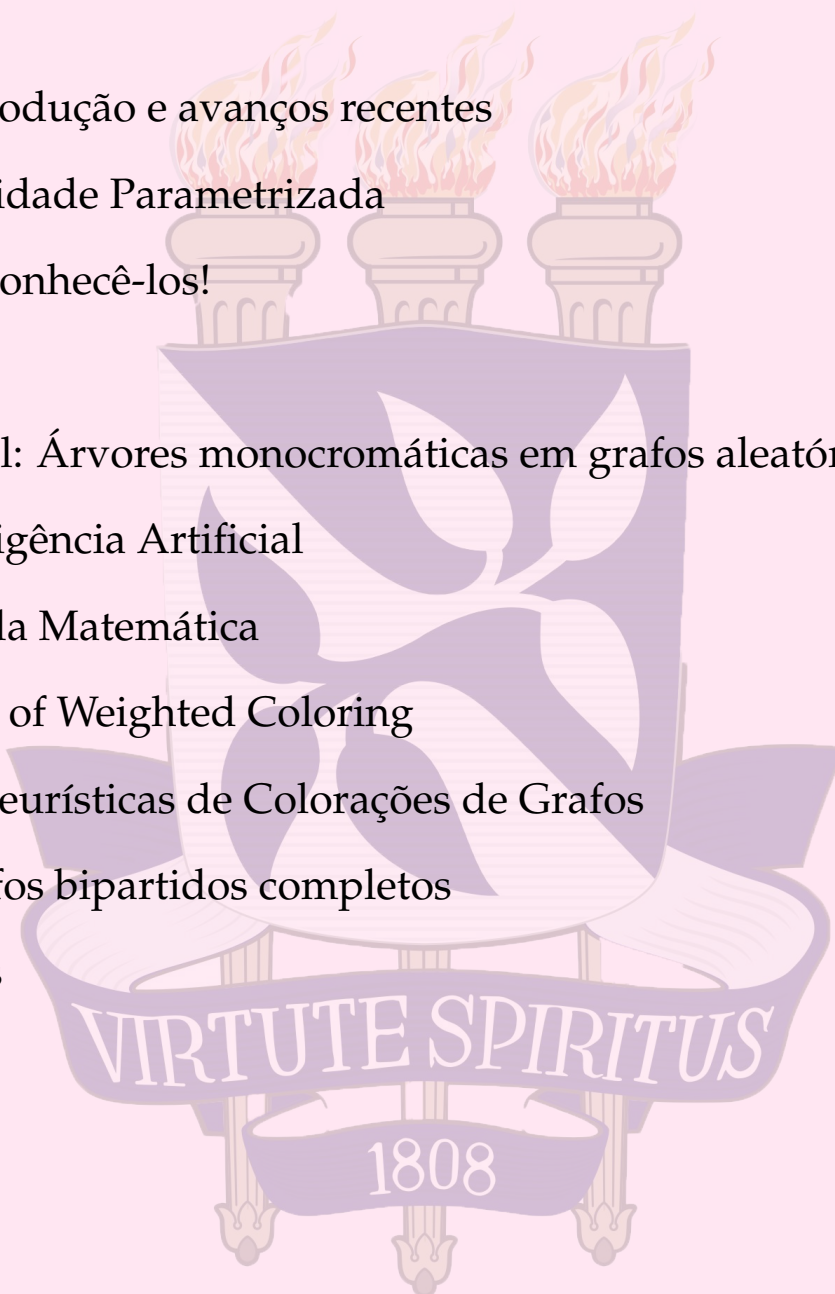 odução e avanços recentes
idade Parametrizada
onhecê-los!
l: Árvores monocromáticas em grafos aleatór
igência Artificial
la Matemática
of Weighted Coloring
eurísticas de Colorações de Grafos
fos bipartidos completos
VIRTUTE SPIRITUS
1808